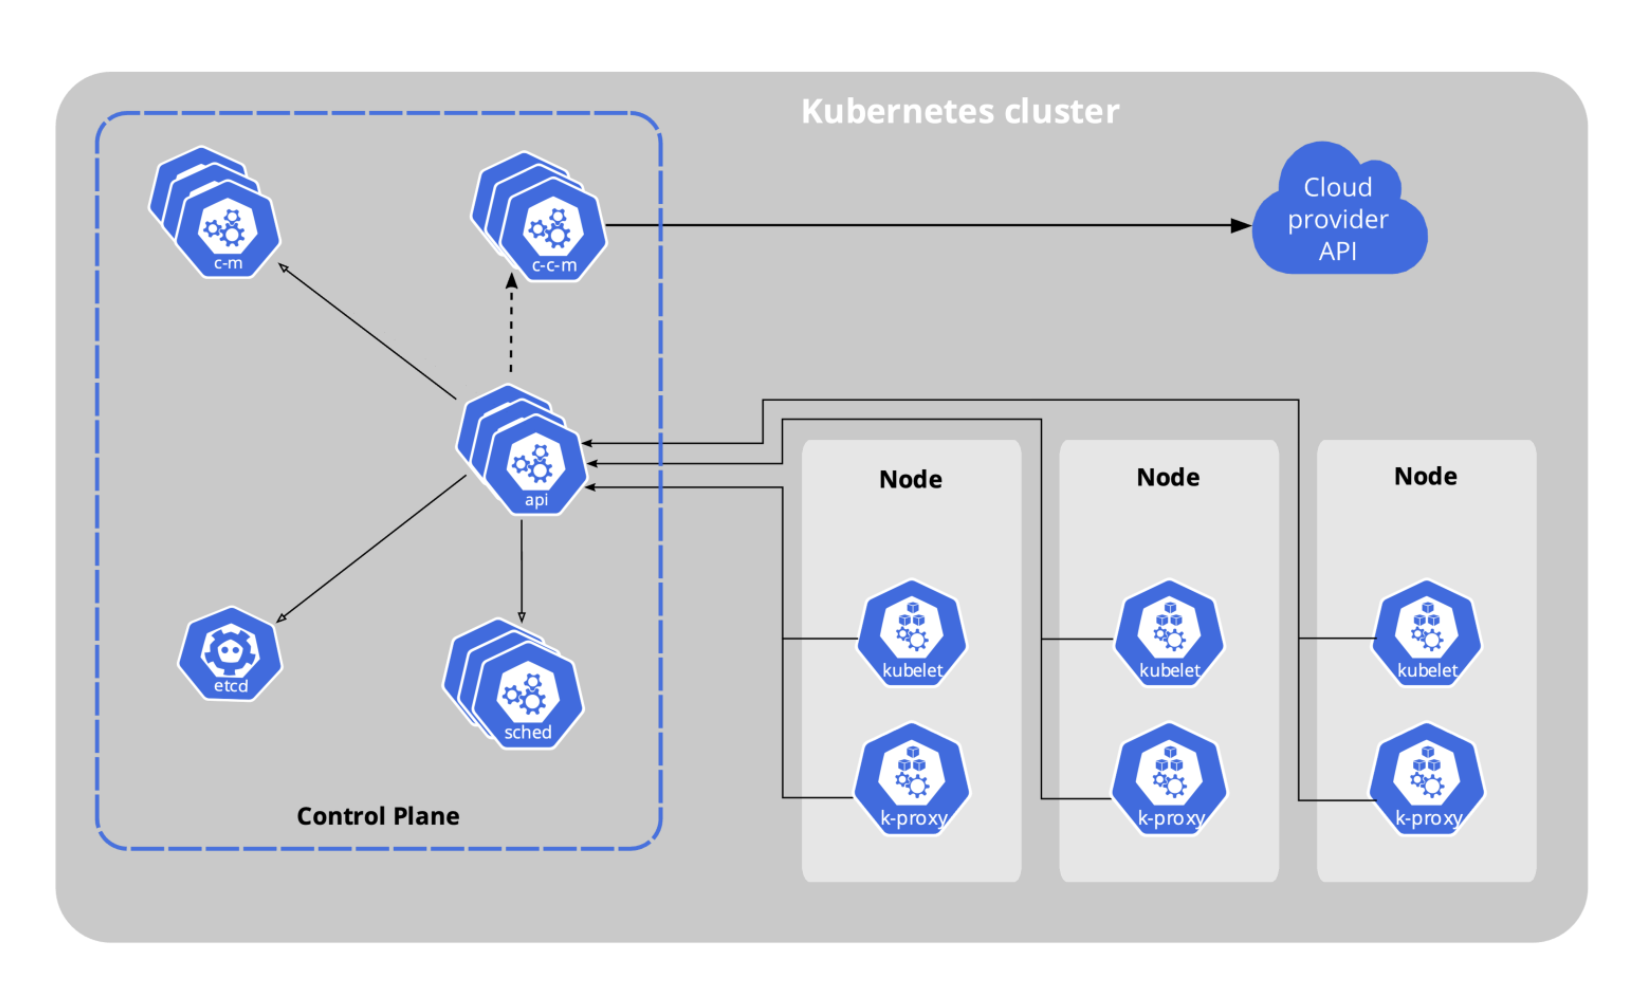 Kubernetes cluster
c-m
c-c-m
Cloud
provider
API
api
Node
Node
Node
etcd
sched
kubelet
kubelet
kubelet
k-proxy
k-proxy
k-proxy
Control Plane